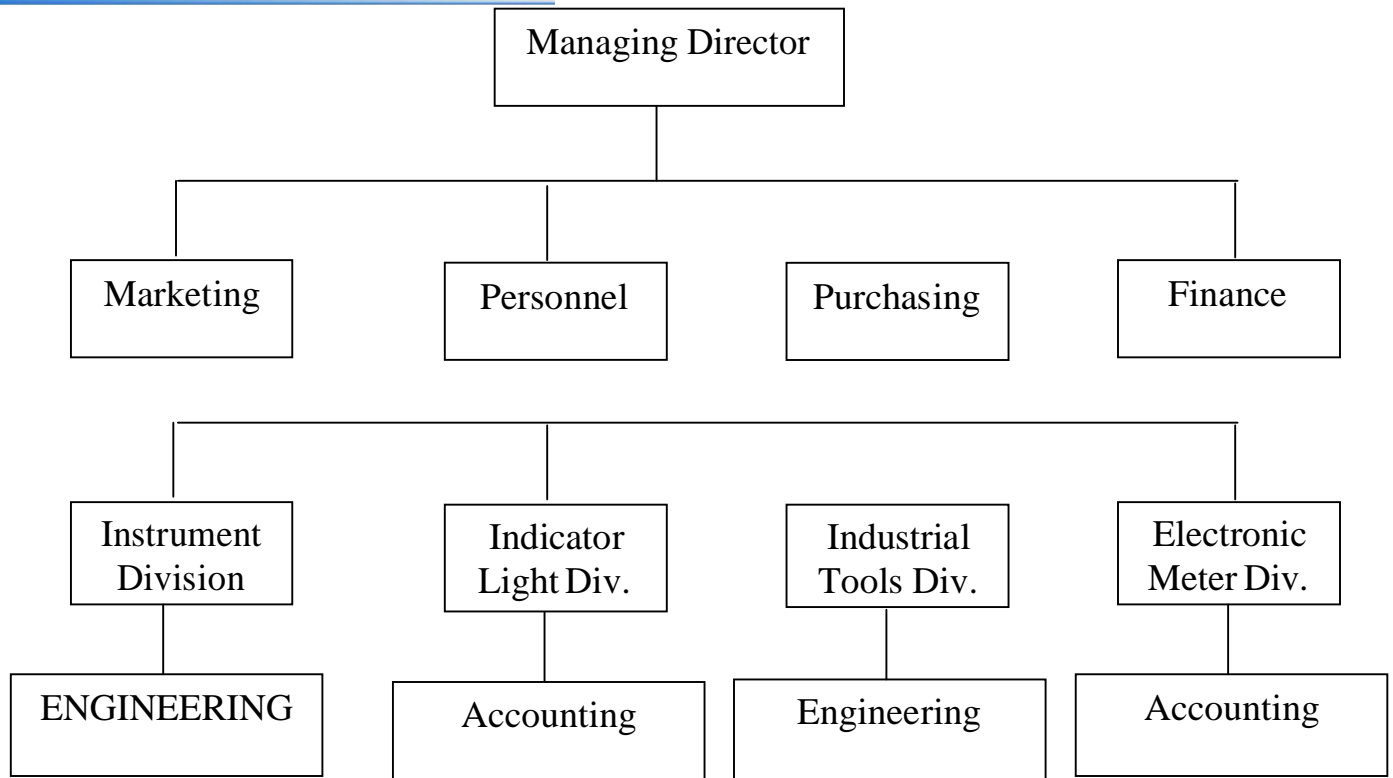 Managing Director
Marketing
Personnel
Purchasing
Finance
Instrument
Division
Indicator
Light Div.
Industrial
Tools Div.
Electronic
Meter Div.
ENGINEERING
Accounting
Engineering
Accounting